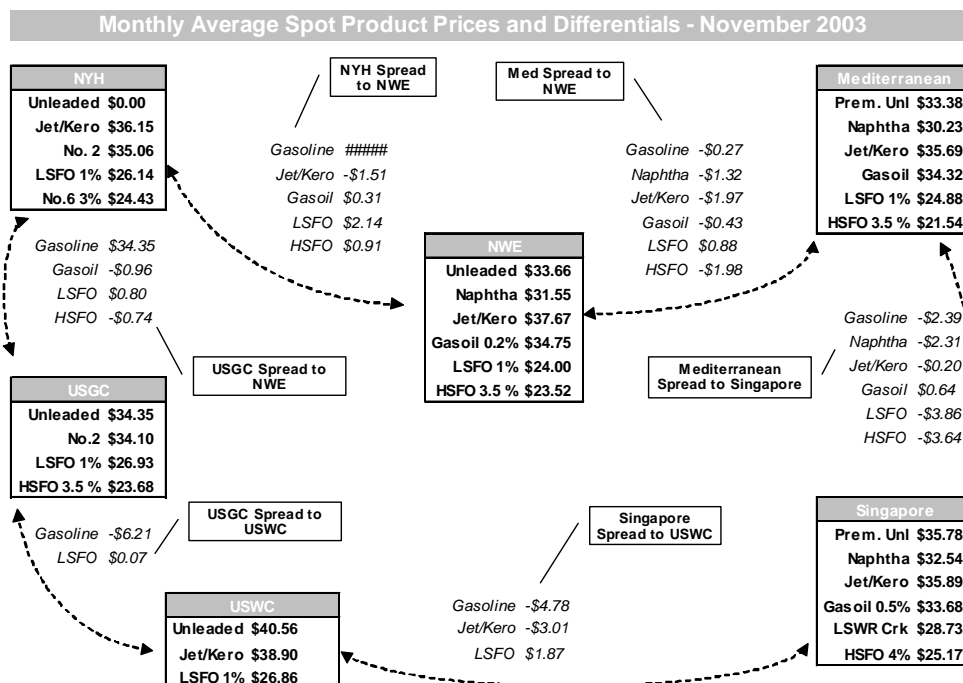 Monthly Average Spot Product Prices and Differentials - November 2003
NYH
Unleaded $0.00
Jet/Kero $36.15
No. 2 $35.06
LSFO 1% $26.14
No.6 3% $24.43
NYH Spread
to NWE
Gasoline #####
Jet/Kero -$1.51
Gasoil $0.31
LSFO $2.14
HSFO $0.91
Med Spread to
NWE
Gasoline -$0.27
Naphtha -$1.32
Jet/Kero -$1.97
Gasoil -$0.43
LSFO $0.88
HSFO -$1.98
Mediterranean
Prem. Unl $33.38
Naphtha $30.23
Jet/Kero $35.69
Gasoil $34.32
LSFO 1% $24.88
HSFO 3.5 % $21.54
Gasoline $34.35
Gasoil -$0.96
LSFO $0.80
HSFO -$0.74
USGC Spread to
NWE
NWE
Unleaded $33.66
Naphtha $31.55
Jet/Kero $37.67
Gasoil 0.2% $34.75
LSFO 1% $24.00
HSFO 3.5 % $23.52
Mediterranean
Spread to Singapore
Gasoline -$2.39
Naphtha -$2.31
Jet/Kero -$0.20
Gasoil $0.64
LSFO -$3.86
HSFO -$3.64
USGC
Unleaded $34.35
No.2 $34.10
LSFO 1% $26.93
HSFO 3.5 % $23.68
USGC Spread to
USWC
Gasoline -$6.21
LSFO $0.07
Singapore
Spread to USWC
Gasoline -$4.78
Jet/Kero -$3.01
LSFO $1.87
Singapore
Prem. Unl $35.78
Naphtha $32.54
Jet/Kero $35.89
Gasoil 0.5% $33.68
LSWR Crk $28.73
HSFO 4% $25.17
USWC
Unleaded $40.56
Jet/Kero $38.90
LSFO 1% $26.86